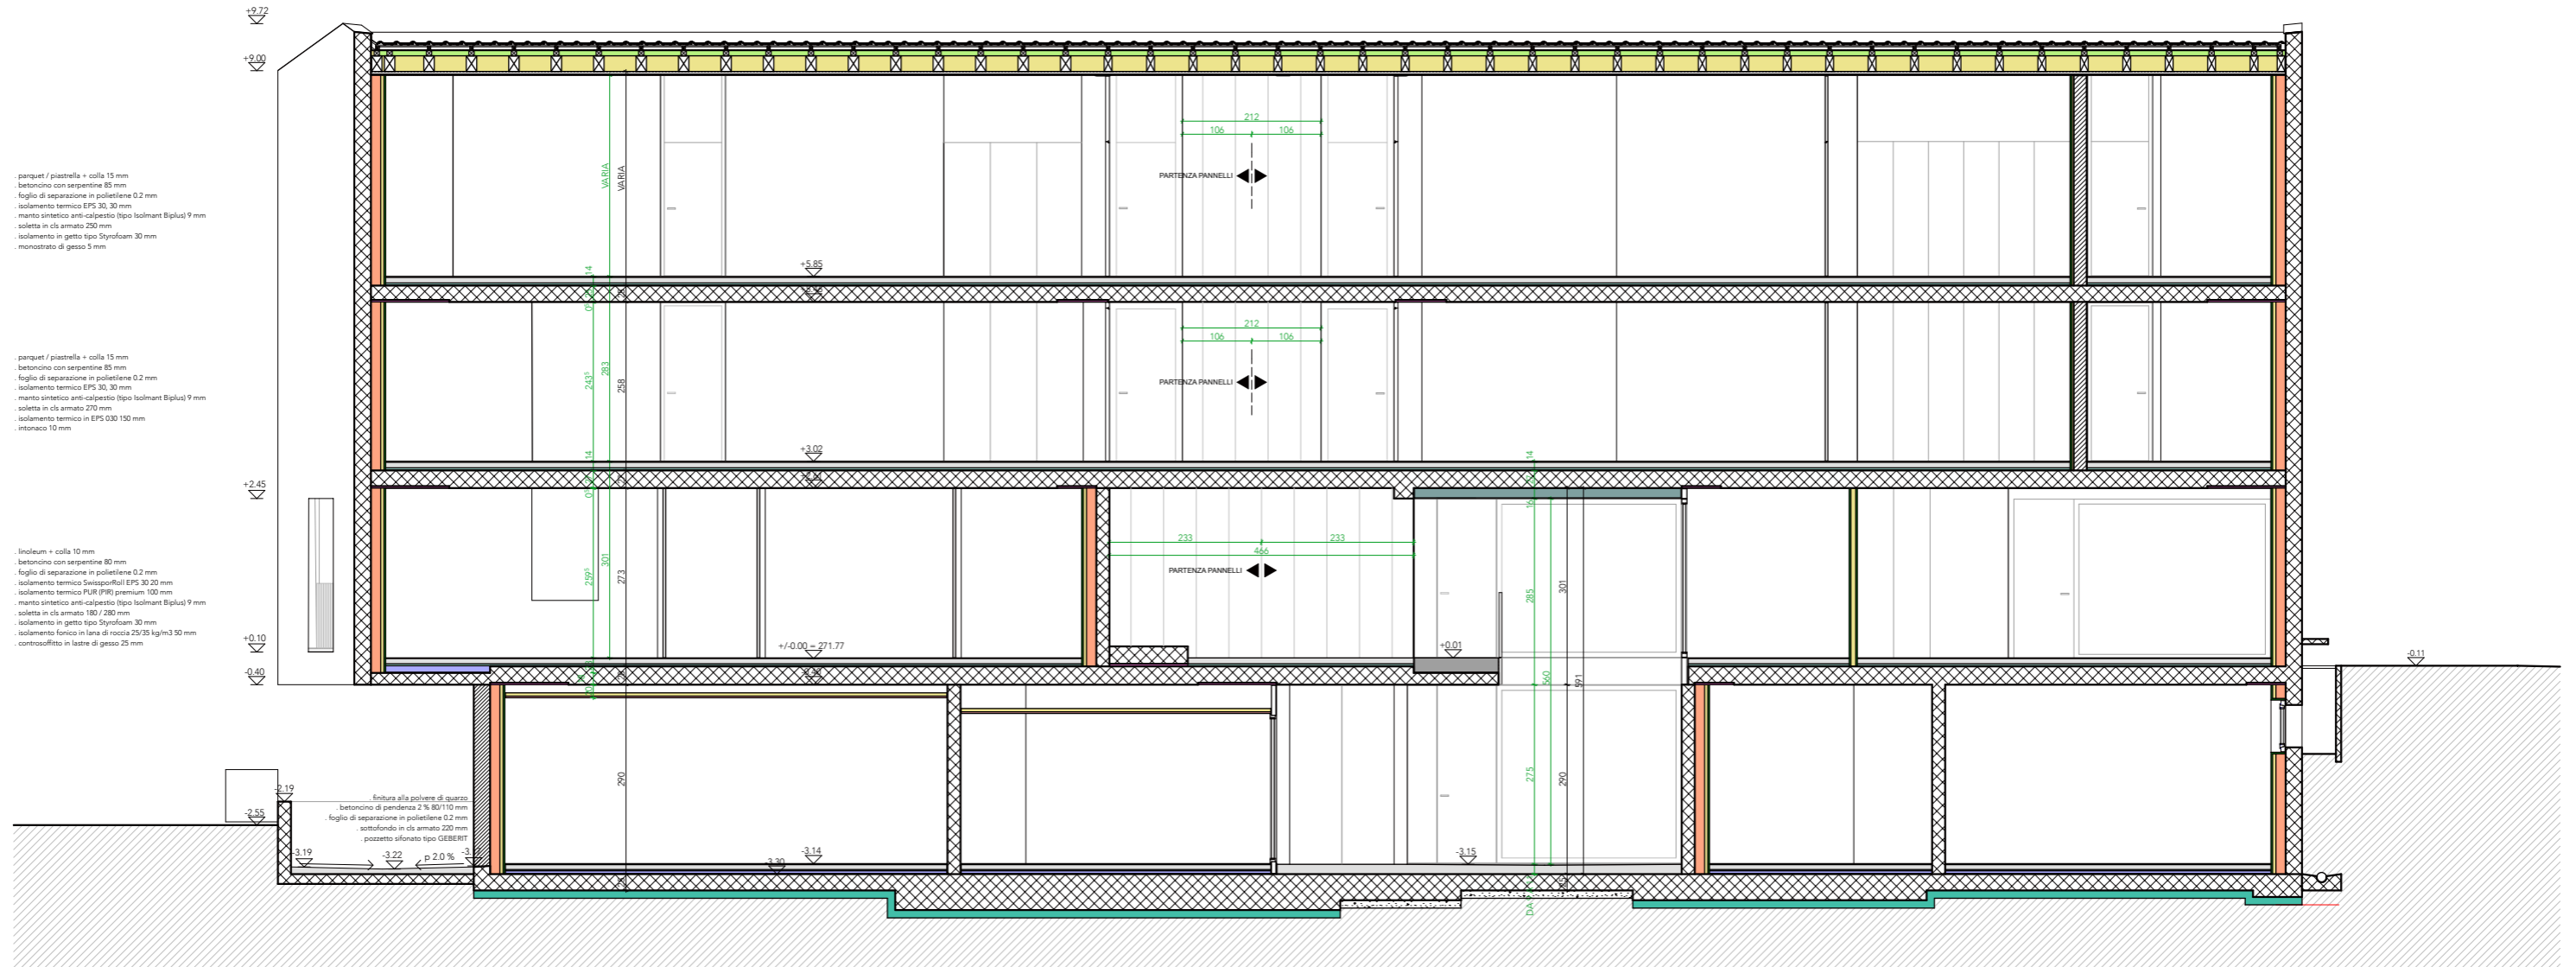 +9.72
+9.00
212
106
106
VARIA
VARIA
PARTENZA PANNELLI
. parquet / piastrella + colla 15 mm
. betoncino con serpentine 85 mm
. foglio di separazione in polietilene 0.2 mm
. isolamento termico EPS 30, 30 mm
. manto sintetico anti-calpestio (tipo Isolmant Biplus) 9 mm
. soletta in cls armato 250 mm
. isolamento in getto tipo Styrofoam 30 mm
. monostrato di gesso 5 mm
+5.85
14
212
106
106
PARTENZA PANNELLI
. parquet / piastrella + colla 15 mm
. betoncino con serpentine 85 mm
. foglio di separazione in polietilene 0.2 mm
. isolamento termico EPS 30, 30 mm
. manto sintetico anti-calpestio (tipo Isolmant Biplus) 9 mm
. soletta in cls armato 270 mm
. isolamento termico in EPS 030 150 mm
. intonaco 10 mm
243⁵
283
258
+3.02
14
14
+2.45
233
233
466
PARTENZA PANNELLI
. linoleum + colla 10 mm
. betoncino con serpentine 80 mm
. foglio di separazione in polietilene 0.2 mm
. isolamento termico SwissporRoll EPS 30 20 mm
. isolamento termico PUR (PIR) premium 100 mm
. manto sintetico anti-calpestio (tipo Isolmant Biplus) 9 mm
. soletta in cls armato 180 / 280 mm
. isolamento in getto tipo Styrofoam 30 mm
. isolamento fonico in lana di roccia 25/35 kg/m3 50 mm
. controsoffitto in lastre di gesso 25 mm
259⁵
301
273
285
301
+0.10
+/-0.00 = 271.77
+0.01
-0.11
-0.40
560
591
290
275
290
-2.19
-2.55
. finitura alla polvere di quarzo
. betoncino di pendenza 2 % 80/110 mm
. foglio di separazione in polietilene 0.2 mm
. sottofondo in cls armato 220 mm
. pozzetto sifonato tipo GEBERIT
-3.19
-3.22
p 2.0 %
-3.30
-3.14
-3.15